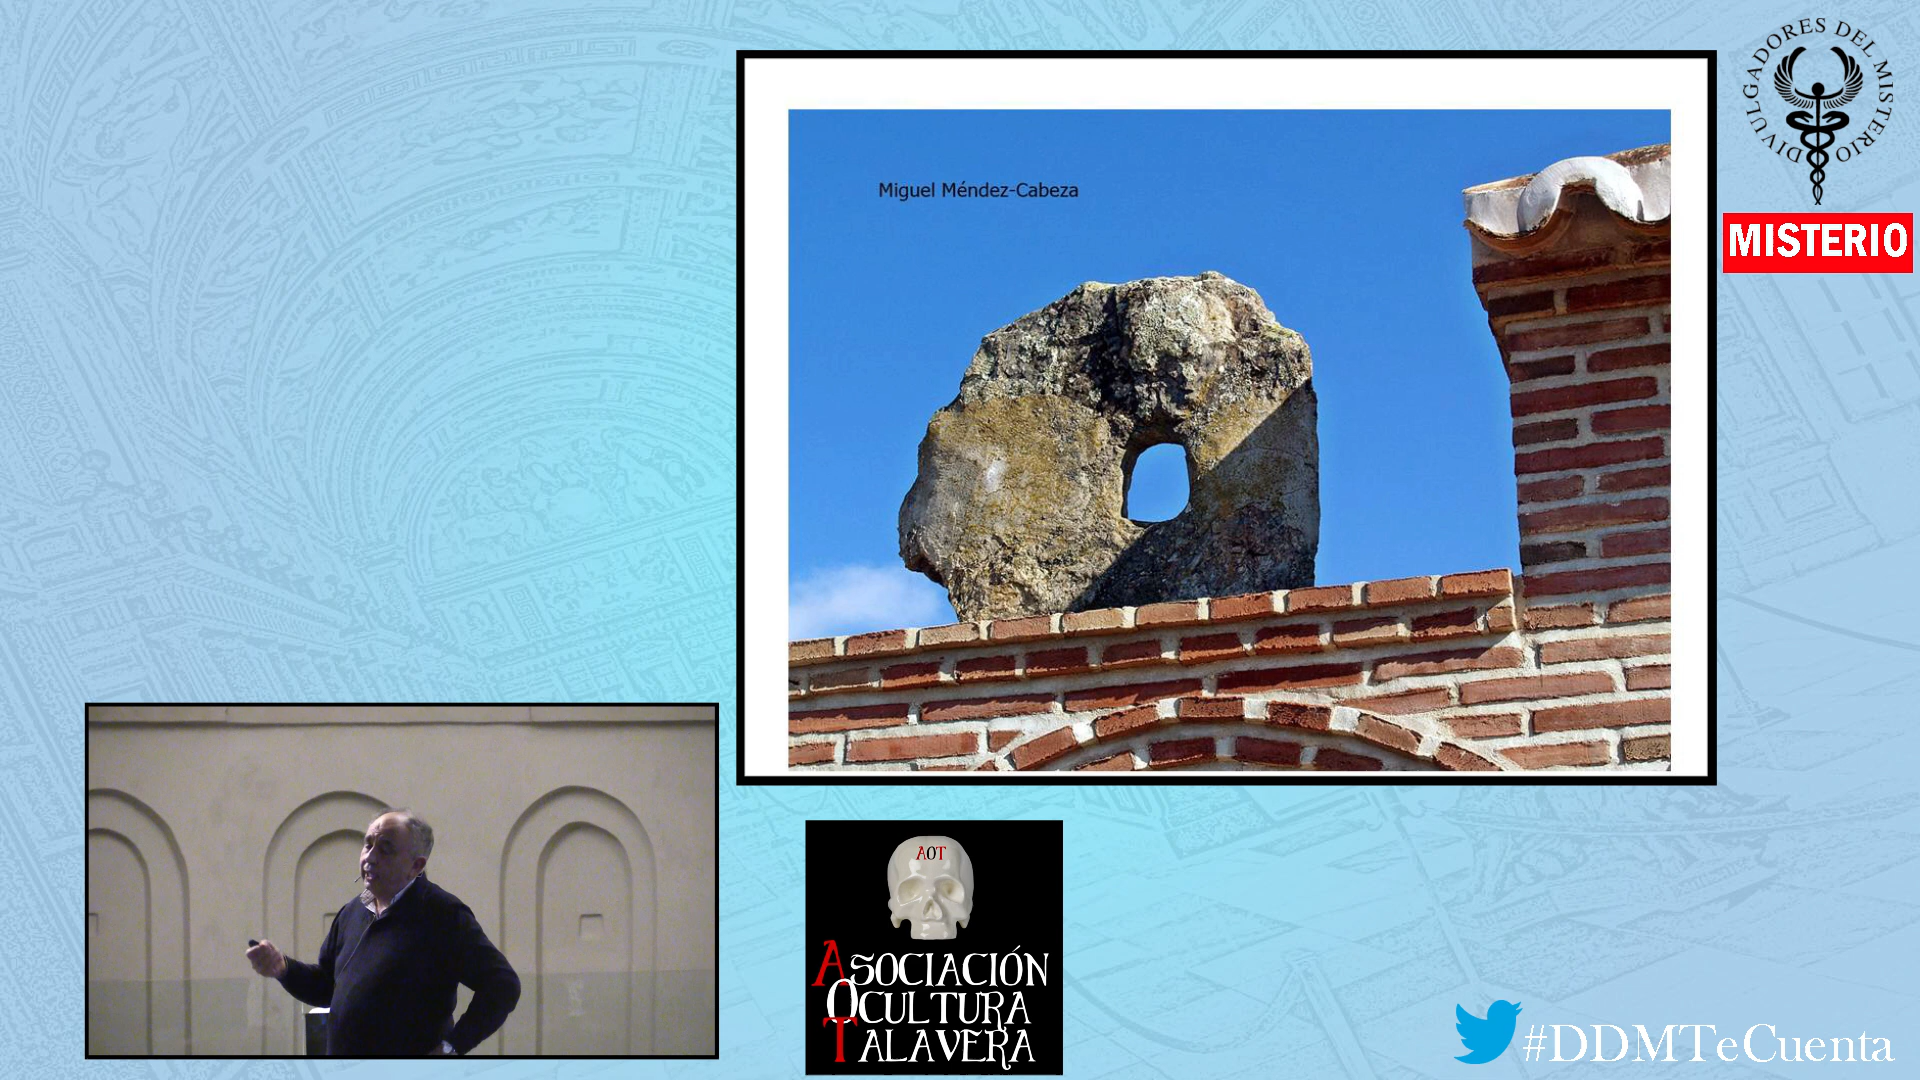 DIVULGADORES DEL MISTERIO
MISTERIO
Miguel Méndez-Cabeza
AOT
ASOCIACIÓN
OCULTURA
TALAVERA
#DDMTeCuenta